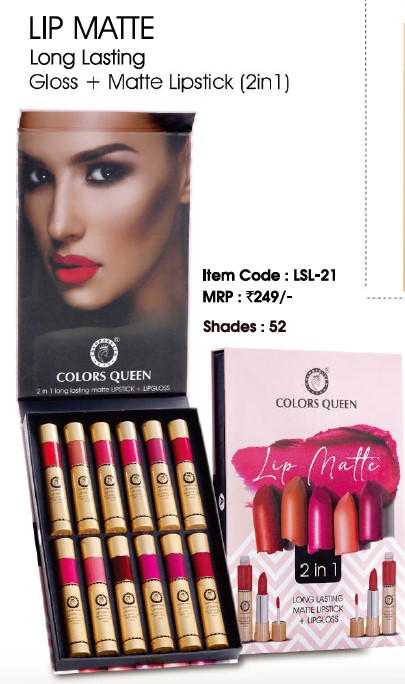 LIP MATTE
Long Lasting
Gloss + Matte Lipstick (2in1)
Item Code : LSL-21
MRP : ₹249/-
Shades : 52
COLORS QUEEN
2 in 1 long lasting matte LIPSTICK + LIPGLOSS
COLORS QUEEN
Lip Matte
2 in 1
LONG LASTING
MATTE LIPSTICK
+ LIPGLOSS